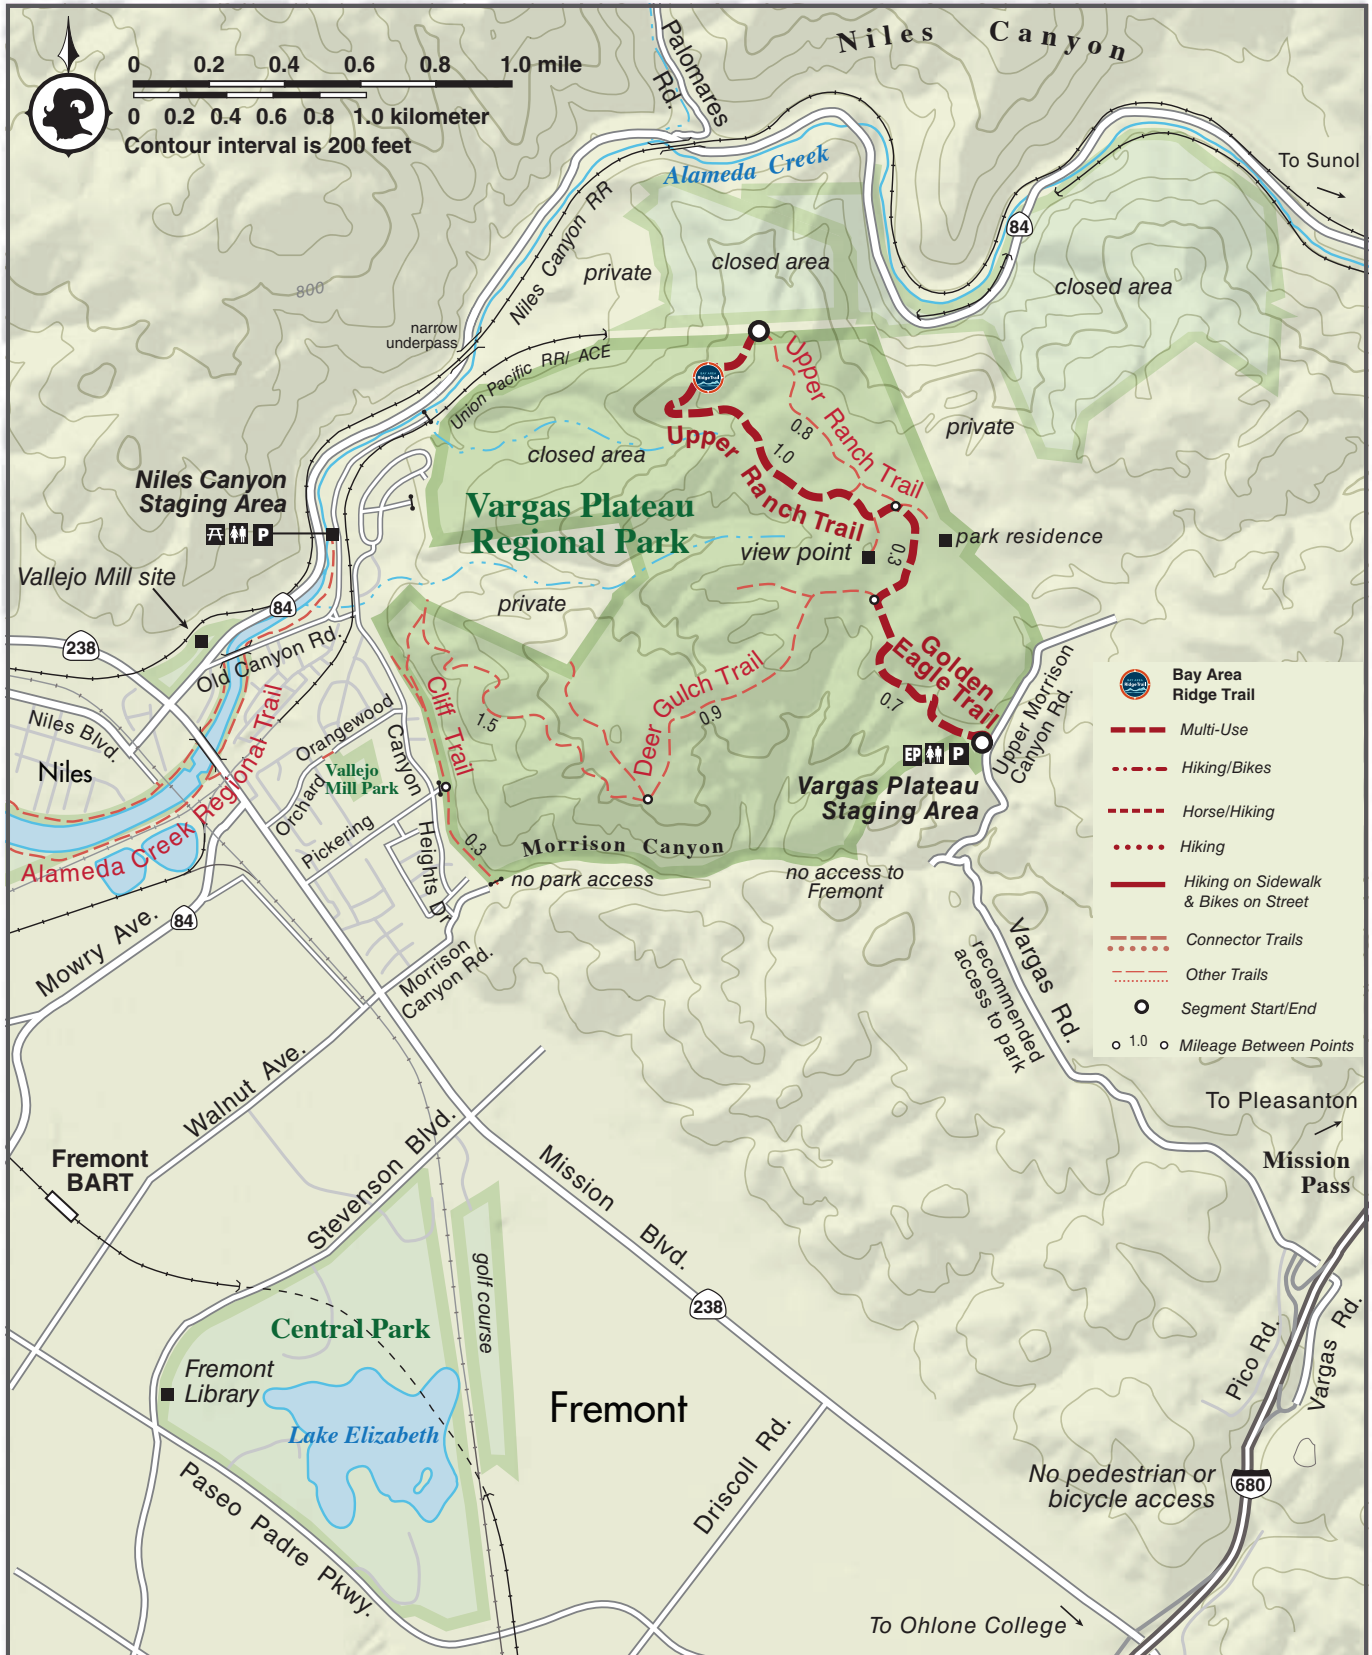 Niles Canyon
Palomares
Rd.
0 0.2 0.4 0.6 0.8 1.0 mile
0 0.2 0.4 0.6 0.8 1.0 kilometer
Contour interval is 200 feet
To Sunol
Alameda Creek
84
Niles Canyon RR
private
closed area
closed area
800
narrow
underpass
Union Pacific RR/ ACE
Upper Ranch Trail
0.8
1.0
Upper Ranch Trail
private
closed area
Niles Canyon
Staging Area
P
Vargas Plateau
Regional Park
view point
0.3
park residence
Vallejo Mill site
84
private
238
Old Canyon Rd.
Golden
Eagle Trail
0.7
Upper Morrison
Canyon Rd.
Cliff Trail
1.5
Deer Gulch Trail
0.9
Niles Blvd.
Niles
Orangewood
Canyon
Heights Dr
Vallejo
Mill Park
Orchard
Pickering
EP P
Vargas Plateau
Staging Area
Alameda Creek Regional Trail
0.3
Morrison Canyon
no park access
no access to
Fremont
84
Mowry Ave.
Morrison
Canyon Rd.
Vargas Rd.
recommended
access to park
Bay Area
Ridge Trail
Multi-Use
Hiking/Bikes
Horse/Hiking
Hiking
Hiking on Sidewalk
& Bikes on Street
Connector Trails
Other Trails
Segment Start/End
1.0 Mileage Between Points
Walnut Ave.
To Pleasanton
Mission
Pass
Fremont
BART
Stevenson Blvd.
Mission Blvd.
238
golf course
Central Park
Fremont
Library
Lake Elizabeth
Fremont
Pico Rd.
Vargas Rd.
Paseo Padre Pkwy.
Driscoll Rd.
No pedestrian or
bicycle access
680
To Ohlone College